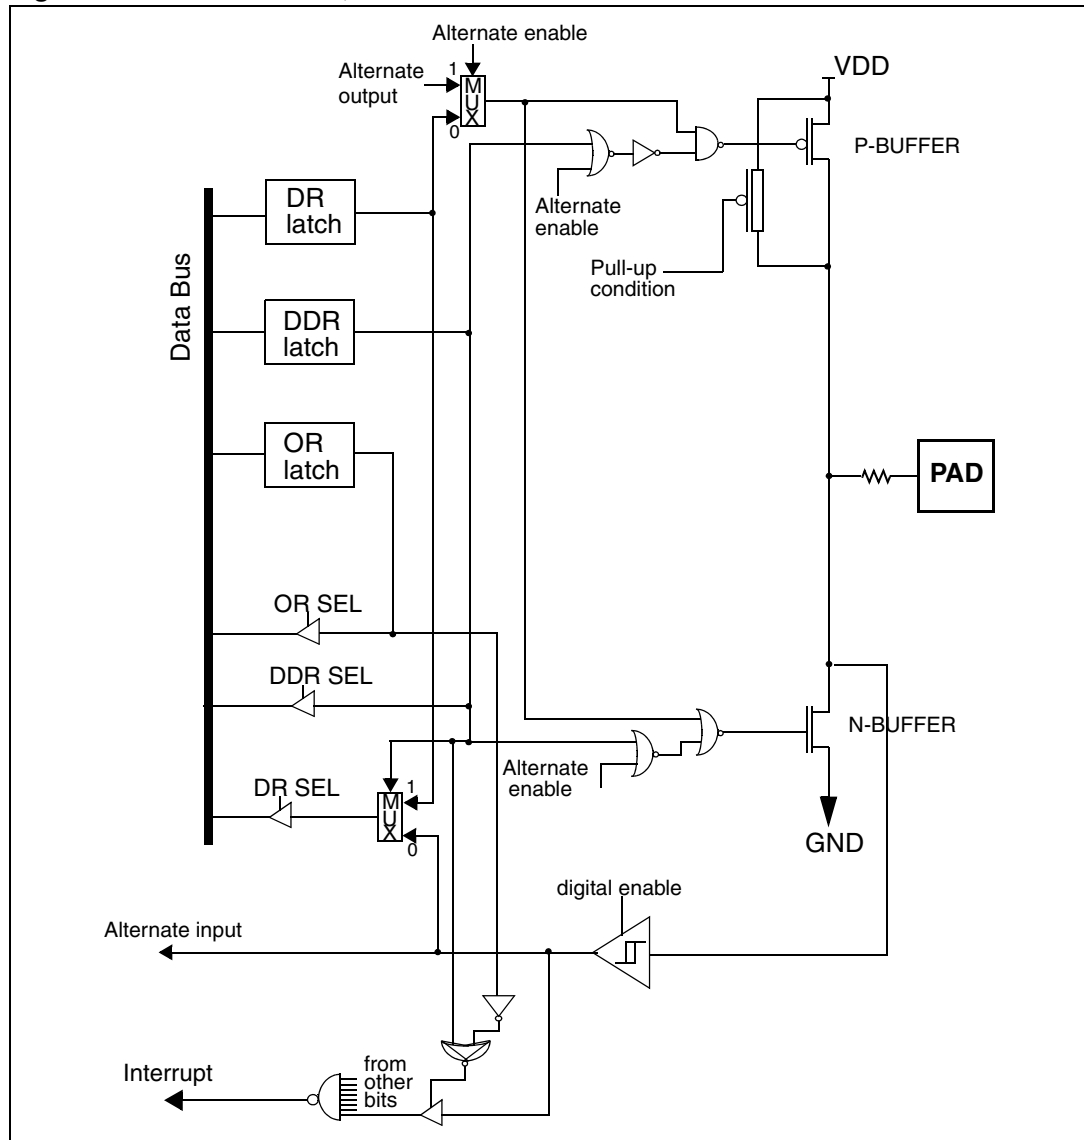 Alternate enable
Alternate
output
1
M
U
X
0
VDD
P-BUFFER
Alternate
enable
Pull-up
condition
DR
latch
Data Bus
DDR
latch
OR
latch
PAD
OR SEL
DDR SEL
N-BUFFER
Alternate
enable
DR SEL
1
M
U
X
0
GND
digital enable
Alternate input
Interrupt
from
other
bits